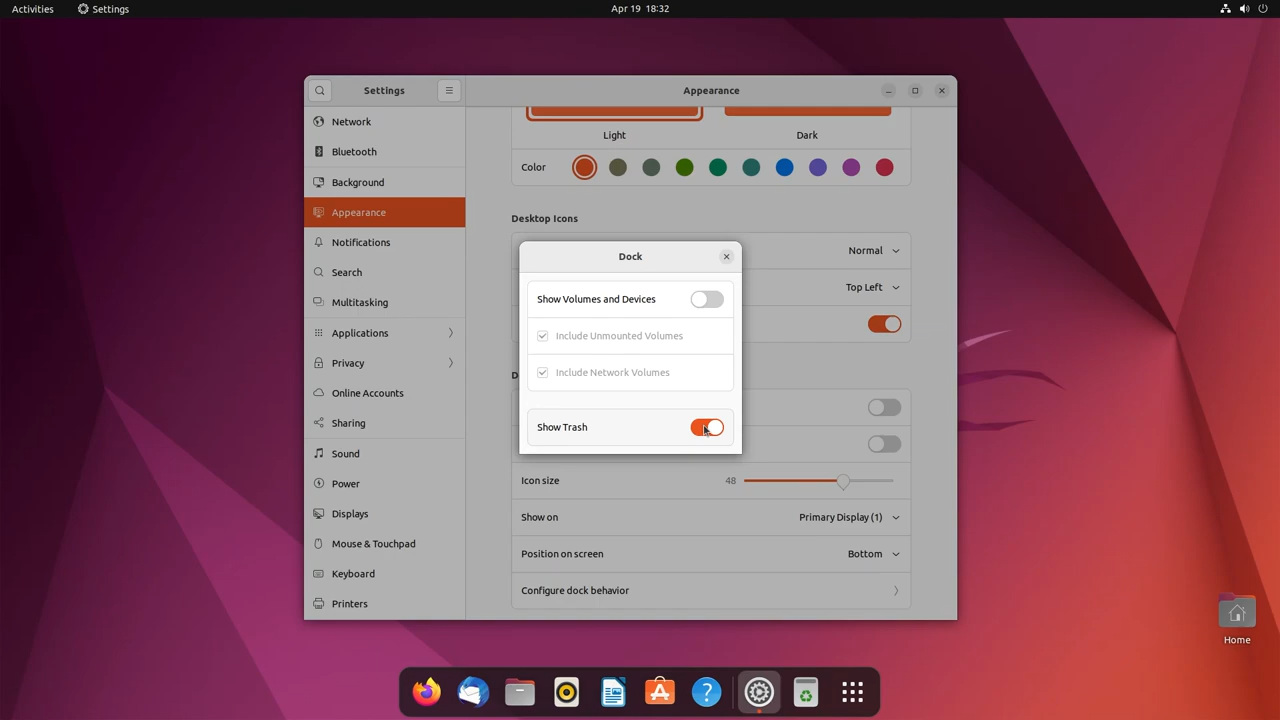 Activities
Settings
Apr 19 18:32
Settings
Appearance
Network
Bluetooth
Background
Appearance
Notifications
Search
Multitasking
Applications
Privacy
Online Accounts
Sharing
Sound
Power
Displays
Mouse & Touchpad
Keyboard
Printers
Light
Dark
Color
Desktop Icons
Normal
Top Left
Dock
Show Volumes and Devices
Include Unmounted Volumes
Include Network Volumes
Show Trash
Icon size 48
Show on Primary Display (1)
Position on screen Bottom
Configure dock behavior
Home